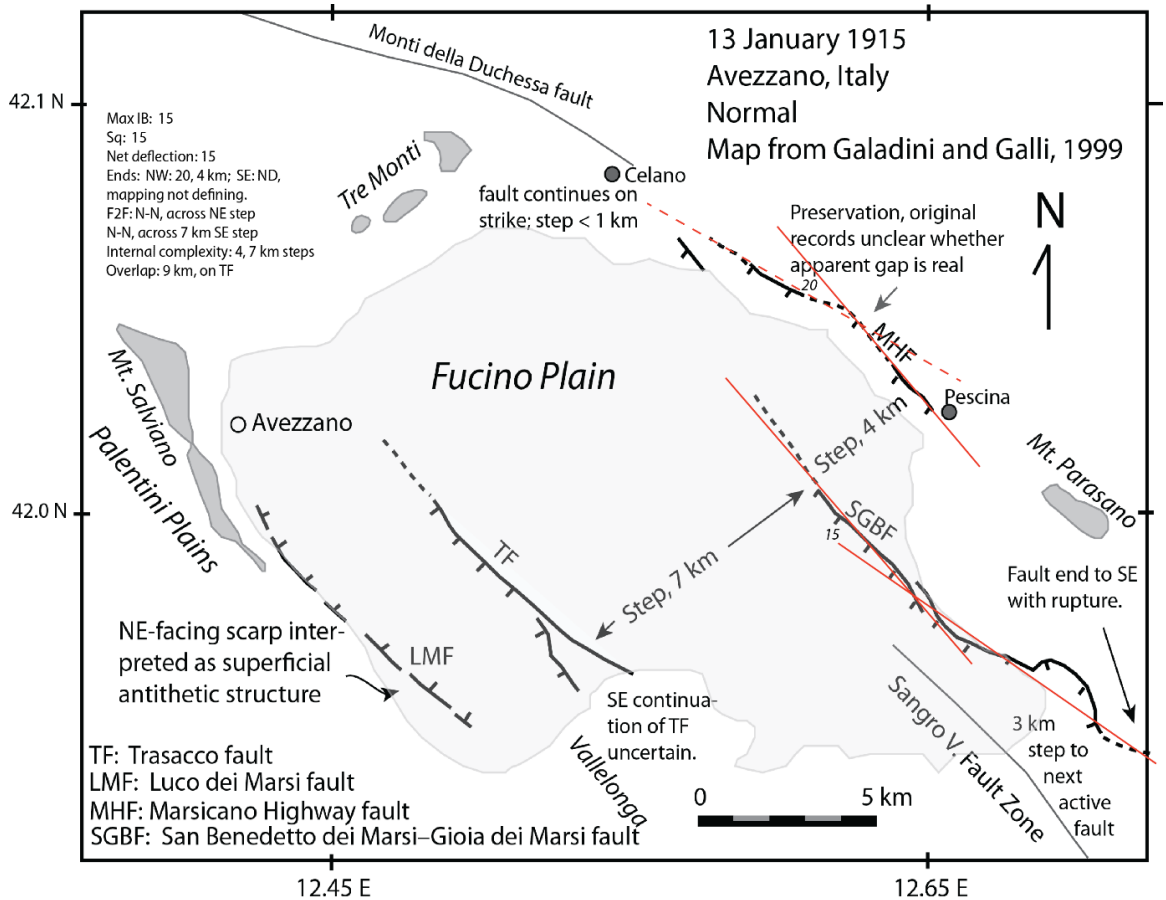 Monti della Duchessa fault
13 January 1915
Avezzano, Italy
Normal
Map from Galadini and Galli, 1999
42.1 N
Max IB: 15
Sq: 15
Net deflection: 15
Ends: NW: 20, 4 km; SE: ND,
mapping not defining.
F2F: N-N, across NE step
N-N, across 7 km SE step
Internal complexity: 4, 7 km steps
Overlap: 9 km, on TF
Tre Monti
Celano
fault continues on
strike; step < 1 km
Preservation, original
records unclear whether
apparent gap is real
N
20
MHF
Pescina
Mt. Salviano
Fucino Plain
Avezzano
Palentini Plains
Step, 4 km
Mt. Parasano
42.0 N
SGBF
15
TF
Step, 7 km
Fault end to SE
with rupture.
NE-facing scarp inter-
preted as superficial
antithetic structure
LMF
SE continua-
tion of TF
uncertain.
Vallelonga
Sangro V. Fault Zone
3 km
step to
next
active
fault
TF: Trasacco fault
LMF: Luco dei Marsi fault
MHF: Marsicano Highway fault
SGBF: San Benedetto dei Marsi–Gioia dei Marsi fault
0 5 km
12.45 E
12.65 E